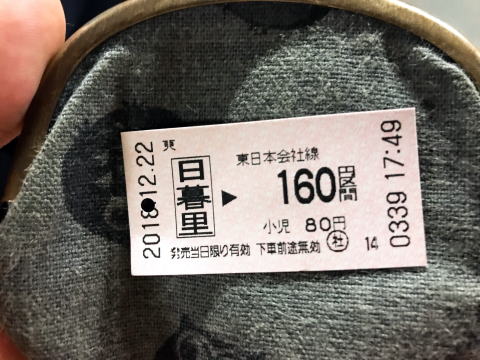 2018.12.22
東
日暮里 ▶ 160円区間
東日本会社線
小児 80円
発売当日限り有効 下車前途無効 社 14
0339 17:49